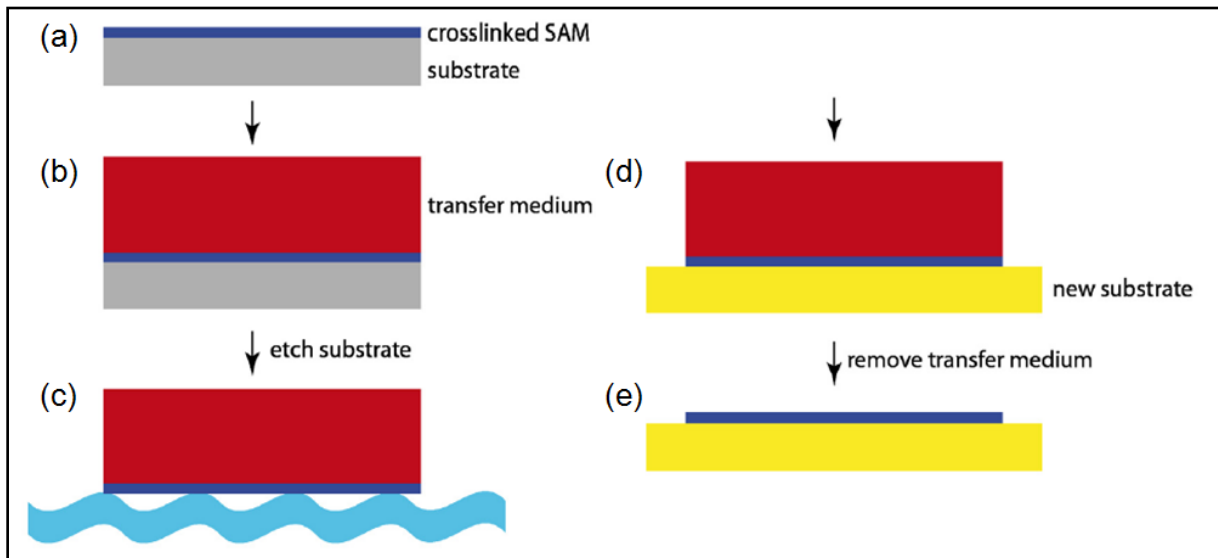 (a)
crosslinked SAM
substrate
(b)
transfer medium
etch substrate
(c)
(d)
new substrate
remove transfer medium
(e)